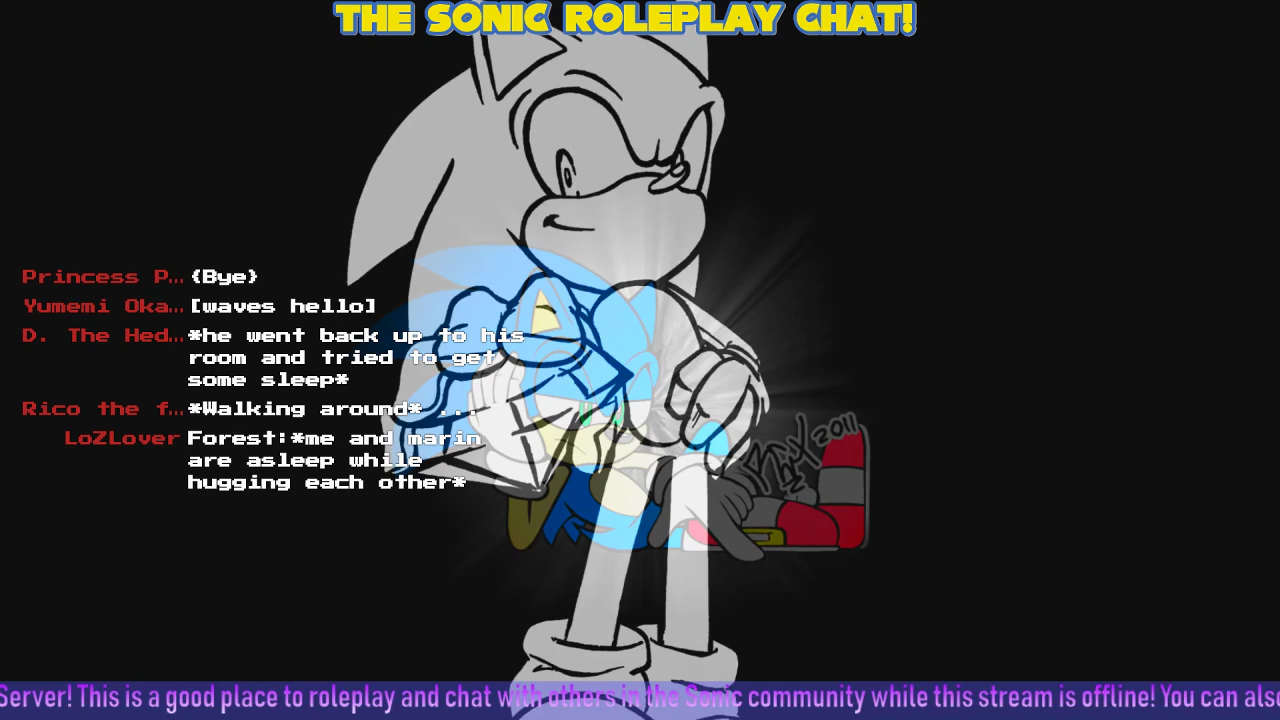 THE SONIC ROLEPLAY CHAT!
Princess P... {Bye}
Yumemi Oka... [waves hello]
D. The Hed... *he went back up to his
room and tried to get
some sleep*
Rico the f... *Walking around* ...
LoZLover Forest:*me and marin
are asleep while
hugging each other*
2011
Server! This is a good place to roleplay and chat with others in the Sonic community while this stream is offline! You can also